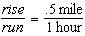 rise/run = .5 mile/1 hour